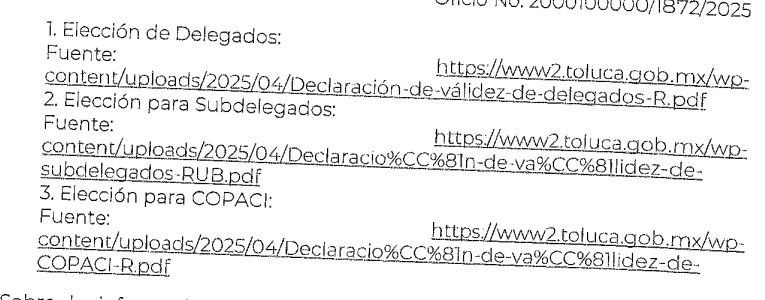 Oficio No. 2000100000/1872/2025
1. Elección de Delegados:
Fuente: https://www2.toluca.gob.mx/wp-
content/uploads/2025/04/Declaración-de-válidez-de-delegados-R.pdf
2. Elección para Subdelegados:
Fuente: https://www2.toluca.gob.mx/wp-
content/uploads/2025/04/Declaracio%CC%81n-de-va%CC%81lidez-de-
subdelegados-RUB.pdf
3. Elección para COPACI:
Fuente: https://www2.toluca.gob.mx/wp-
content/uploads/2025/04/Declaracio%CC%81n-de-va%CC%81lidez-de-
COPACI-R.pdf